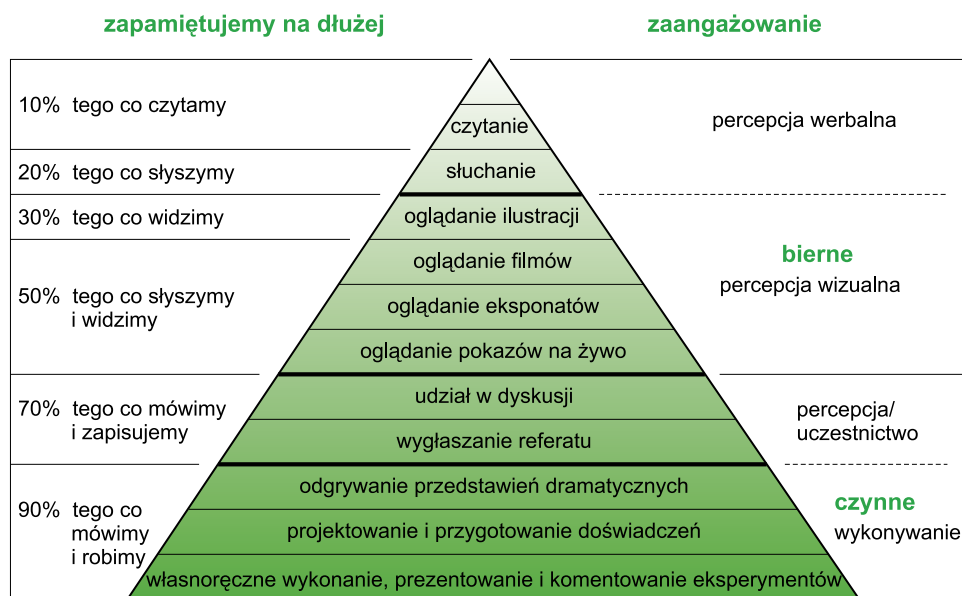 zapamiętujemy na dłużej
zaangażowanie
10% tego co czytamy
20% tego co słyszymy
30% tego co widzimy
50% tego co słyszymy
i widzimy
70% tego co mówimy
i zapisujemy
90% tego co
mówimy
i robimy
czytanie
słuchanie
oglądanie ilustracji
oglądanie filmów
oglądanie eksponatów
oglądanie pokazów na żywo
udział w dyskusji
wygłaszanie referatu
odgrywanie przedstawień dramatycznych
projektowanie i przygotowanie doświadczeń
własnoręczne wykonanie, prezentowanie i komentowanie eksperymentów
percepcja werbalna
bierne
percepcja wizualna
percepcja/
uczestnictwo
czynne
wykonywanie